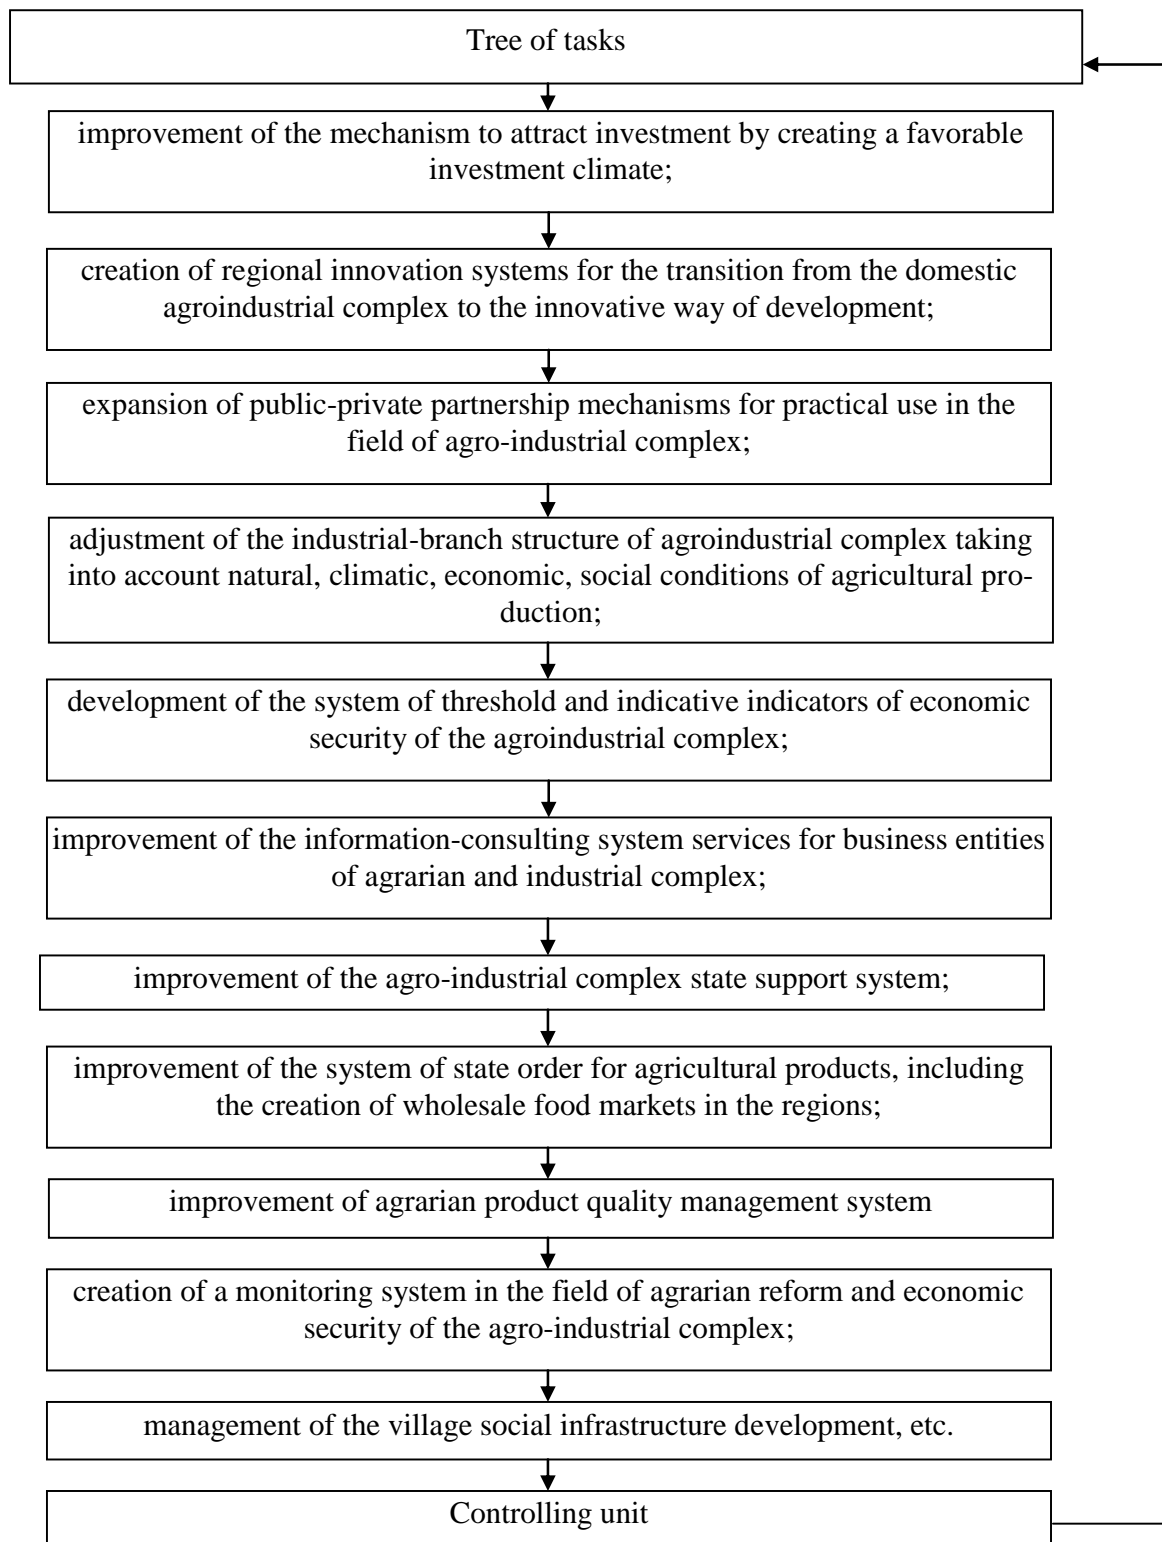 Tree of tasks
improvement of the mechanism to attract investment by creating a favorable
investment climate;
creation of regional innovation systems for the transition from the domestic
agroindustrial complex to the innovative way of development;
expansion of public-private partnership mechanisms for practical use in the
field of agro-industrial complex;
adjustment of the industrial-branch structure of agroindustrial complex taking
into account natural, climatic, economic, social conditions of agricultural pro-
duction;
development of the system of threshold and indicative indicators of economic
security of the agroindustrial complex;
improvement of the information-consulting system services for business entities
of agrarian and industrial complex;
improvement of the agro-industrial complex state support system;
improvement of the system of state order for agricultural products, including
the creation of wholesale food markets in the regions;
improvement of agrarian product quality management system
creation of a monitoring system in the field of agrarian reform and economic
security of the agro-industrial complex;
management of the village social infrastructure development, etc.
Controlling unit